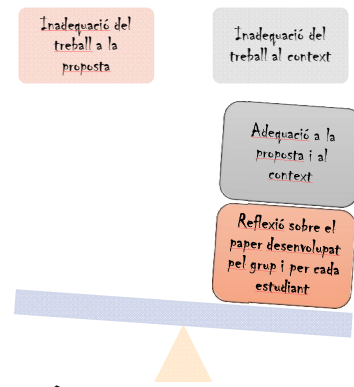 Inadequació del
treball a la
proposta
Inadequació del
treball al context
Adequació a la
proposta i al
context
Reflexió sobre el
paper desenvolupat
pel grup i per cada
estudiant